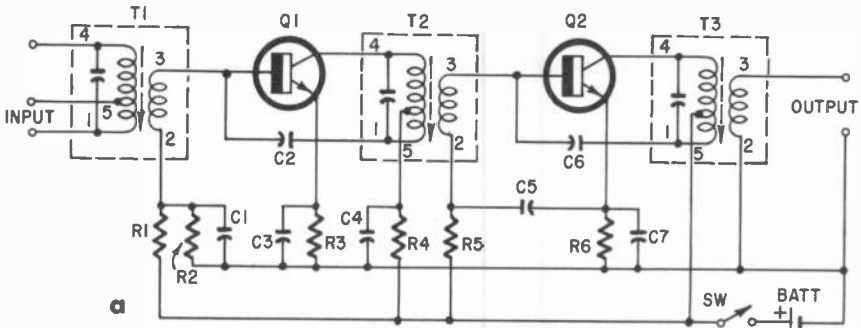 T1 Q1 T2 Q2 T3
4 3 4 3 4 3
INPUT 5 1 2 C2 1 5 2 C6 1 5 2 OUTPUT
C5
R1 R2 C1 C3 R3 C4 R4 R5 R6 C7
a SW + BATT